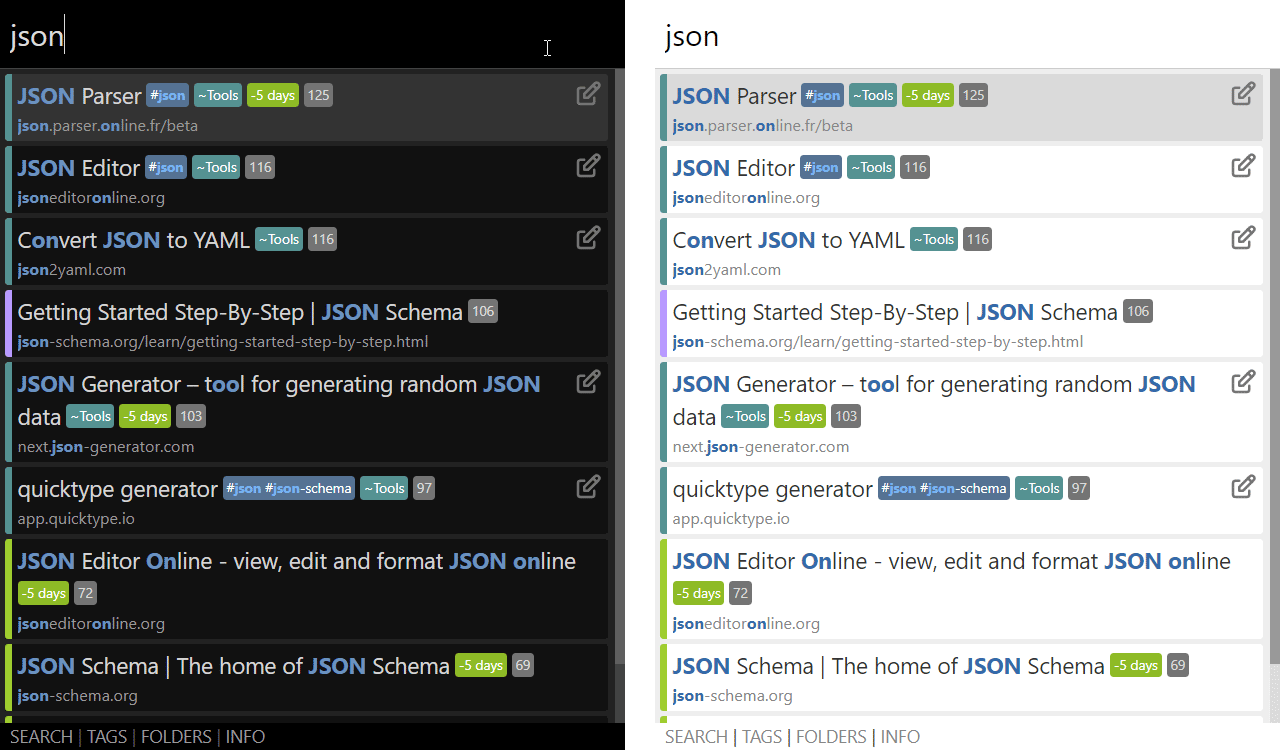 json
JSON Parser #json ~Tools -5 days 125
json.parser.online.fr/beta
JSON Editor #json ~Tools 116
jsoneditoronline.org
Convert JSON to YAML ~Tools 116
json2yaml.com
Getting Started Step-By-Step | JSON Schema 106
json-schema.org/learn/getting-started-step-by-step.html
JSON Generator – tool for generating random JSON
data ~Tools -5 days 103
next.json-generator.com
quicktype generator #json #json-schema ~Tools 97
app.quicktype.io
JSON Editor Online - view, edit and format JSON online
-5 days 72
jsoneditoronline.org
JSON Schema | The home of JSON Schema -5 days 69
json-schema.org
SEARCH | TAGS | FOLDERS | INFO
json
JSON Parser #json ~Tools -5 days 125
json.parser.online.fr/beta
JSON Editor #json ~Tools 116
jsoneditoronline.org
Convert JSON to YAML ~Tools 116
json2yaml.com
Getting Started Step-By-Step | JSON Schema 106
json-schema.org/learn/getting-started-step-by-step.html
JSON Generator – tool for generating random JSON
data ~Tools -5 days 103
next.json-generator.com
quicktype generator #json #json-schema ~Tools 97
app.quicktype.io
JSON Editor Online - view, edit and format JSON online
-5 days 72
jsoneditoronline.org
JSON Schema | The home of JSON Schema -5 days 69
json-schema.org
SEARCH | TAGS | FOLDERS | INFO